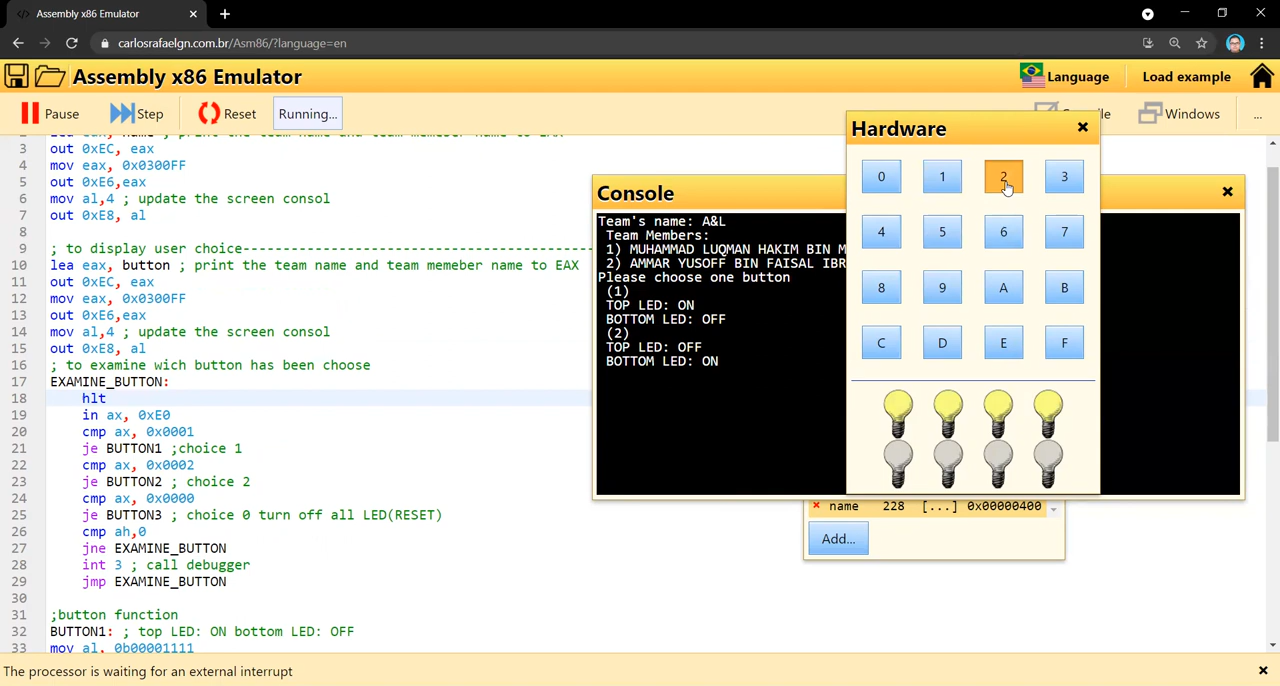 Assembly x86 Emulator
carlosrafaelgn.com.br/Asm86/?language=en
Assembly x86 Emulator
Language
Load example
Pause
Step
Reset
Running...
Windows
...
3 out 0xEC, eax
4 mov eax, 0x0300FF
5 out 0xE6,eax
6 mov al,4 ; update the screen consol
7 out 0xE8, al
8
9 ; to display user choice-----------------------------------------------
10 lea eax, button ; print the team name and team memeber name to EAX
11 out 0xEC, eax
12 mov eax, 0x0300FF
13 out 0xE6,eax
14 mov al,4 ; update the screen consol
15 out 0xE8, al
16 ; to examine wich button has been choose
17 EXAMINE_BUTTON:
18 hlt
19 in ax, 0xE0
20 cmp ax, 0x0001
21 je BUTTON1 ;choice 1
22 cmp ax, 0x0002
23 je BUTTON2 ; choice 2
24 cmp ax, 0x0000
25 je BUTTON3 ; choice 0 turn off all LED(RESET)
26 cmp ah,0
27 jne EXAMINE_BUTTON
28 int 3 ; call debugger
29 jmp EXAMINE_BUTTON
30
31 ;button function
32 BUTTON1: ; top LED: ON bottom LED: OFF
33 mov al, 0b00001111
Console
Team's name: A&L
Team Members:
1) MUHAMMAD LUQMAN HAKIM BIN M
2) AMMAR YUSOFF BIN FAISAL IBR
Please choose one button
(1)
TOP LED: ON
BOTTOM LED: OFF
(2)
TOP LED: OFF
BOTTOM LED: ON
Hardware
0 1 2 3
4 5 6 7
8 9 A B
C D E F
name 228 [...] 0x00000400
Add...
The processor is waiting for an external interrupt